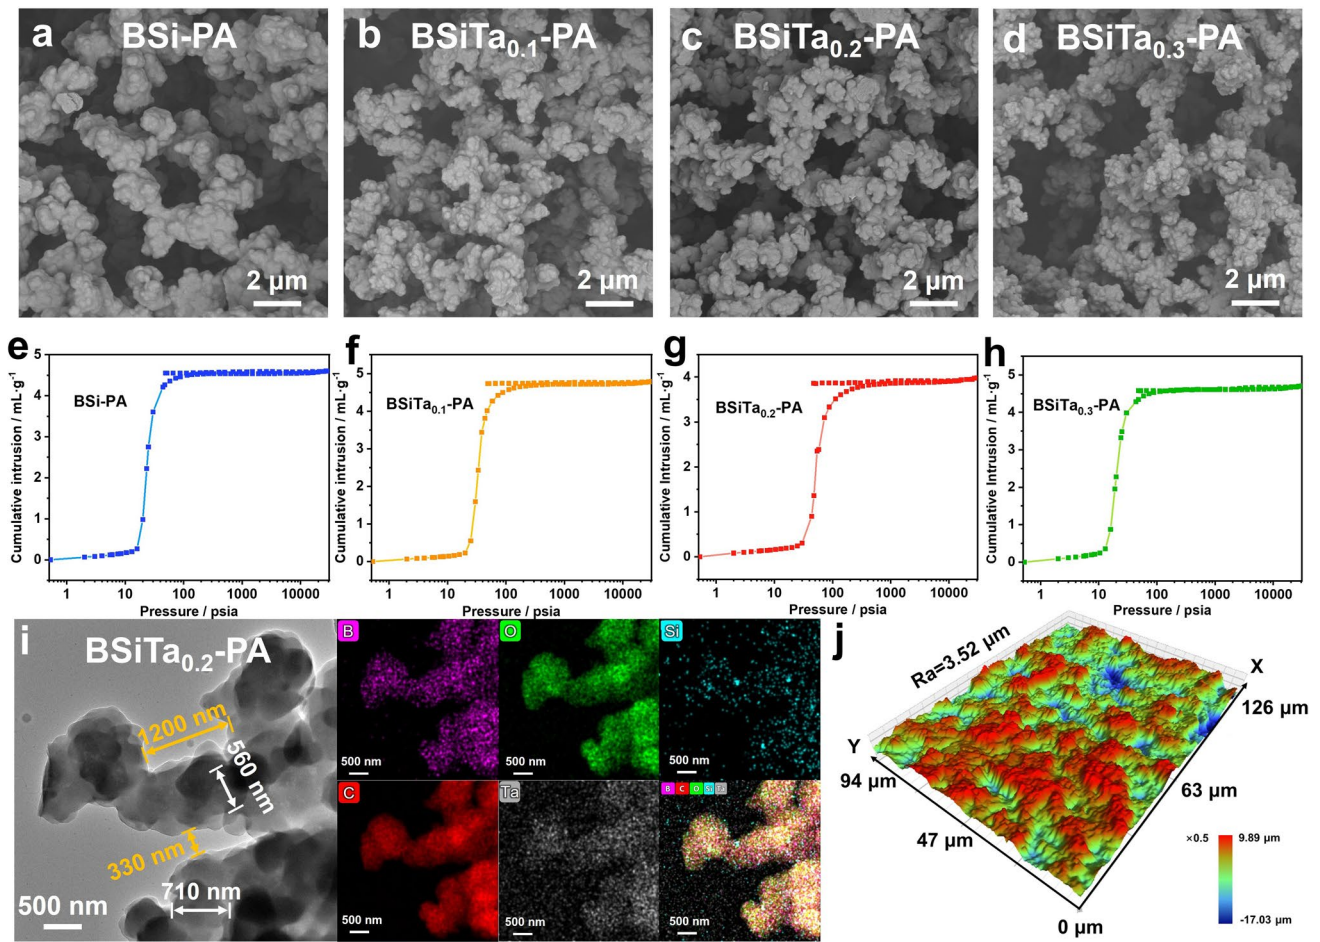 a BSi-PA
2 μm
b BSiTa0.1-PA
2 μm
c BSiTa0.2-PA
2 μm
d BSiTa0.3-PA
2 μm
e
Cumulative intrusion / mL·g-1
5
4
3
2
1
0
BSi-PA
1 10 100 1000 10000
Pressure / psia
f
Cumulative intrusion / mL·g-1
5
4
3
2
1
0
BSiTa0.1-PA
1 10 100 1000 10000
Pressure / psia
g
Cumulative Intrusion / mL·g-1
4
3
2
1
0
BSiTa0.2-PA
1 10 100 1000 10000
Pressure / psia
h
Cumulative Intrusion / mL·g-1
5
4
3
2
1
0
BSiTa0.3-PA
1 10 100 1000 10000
Pressure / psia
i BSiTa0.2-PA
1200 nm
560 nm
330 nm
710 nm
500 nm
B
500 nm
O
500 nm
Si
500 nm
C
500 nm
Ta
500 nm
B C O Si Ta
500 nm
j
Ra=3.52 μm
X
126 μm
Y
94 μm
63 μm
47 μm
0 μm
×0.5
9.89 μm
-17.03 μm